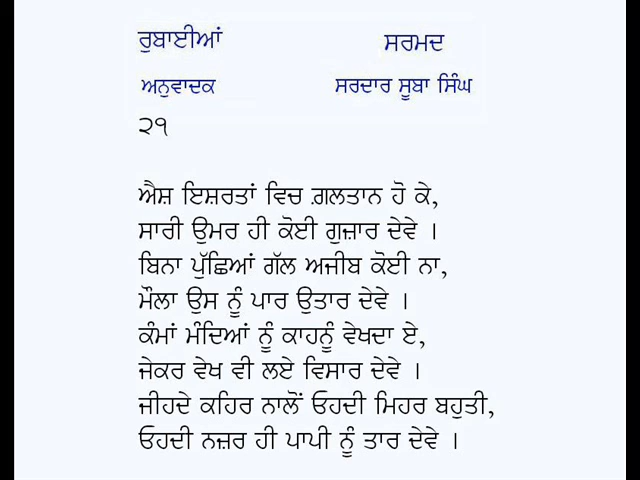 ਰੁਬਾਈਆਂ ਸਰਮਦ
ਅਨੁਵਾਦਕ ਸਰਦਾਰ ਸੂਬਾ ਸਿੰਘ
੨੧
ਐਸ਼ ਇਸ਼ਰਤਾਂ ਵਿਚ ਗ਼ਲਤਾਨ ਹੋ ਕੇ,
ਸਾਰੀ ਉਮਰ ਹੀ ਕੋਈ ਗੁਜ਼ਾਰ ਦੇਵੇ ।
ਬਿਨਾ ਪੁੱਛਿਆਂ ਗੱਲ ਅਜੀਬ ਕੋਈ ਨਾ,
ਮੌਲਾ ਉਸ ਨੂੰ ਪਾਰ ਉਤਾਰ ਦੇਵੇ ।
ਕੰਮਾਂ ਮੰਦਿਆਂ ਨੂੰ ਕਾਹਨੂੰ ਵੇਖਦਾ ਏ,
ਜੇਕਰ ਵੇਖ ਵੀ ਲਏ ਵਿਸਾਰ ਦੇਵੇ ।
ਜੀਹਦੇ ਕਹਿਰ ਨਾਲੋਂ ਓਹਦੀ ਮਿਹਰ ਬਹੁਤੀ,
ਓਹਦੀ ਨਜ਼ਰ ਹੀ ਪਾਪੀ ਨੂੰ ਤਾਰ ਦੇਵੇ ।